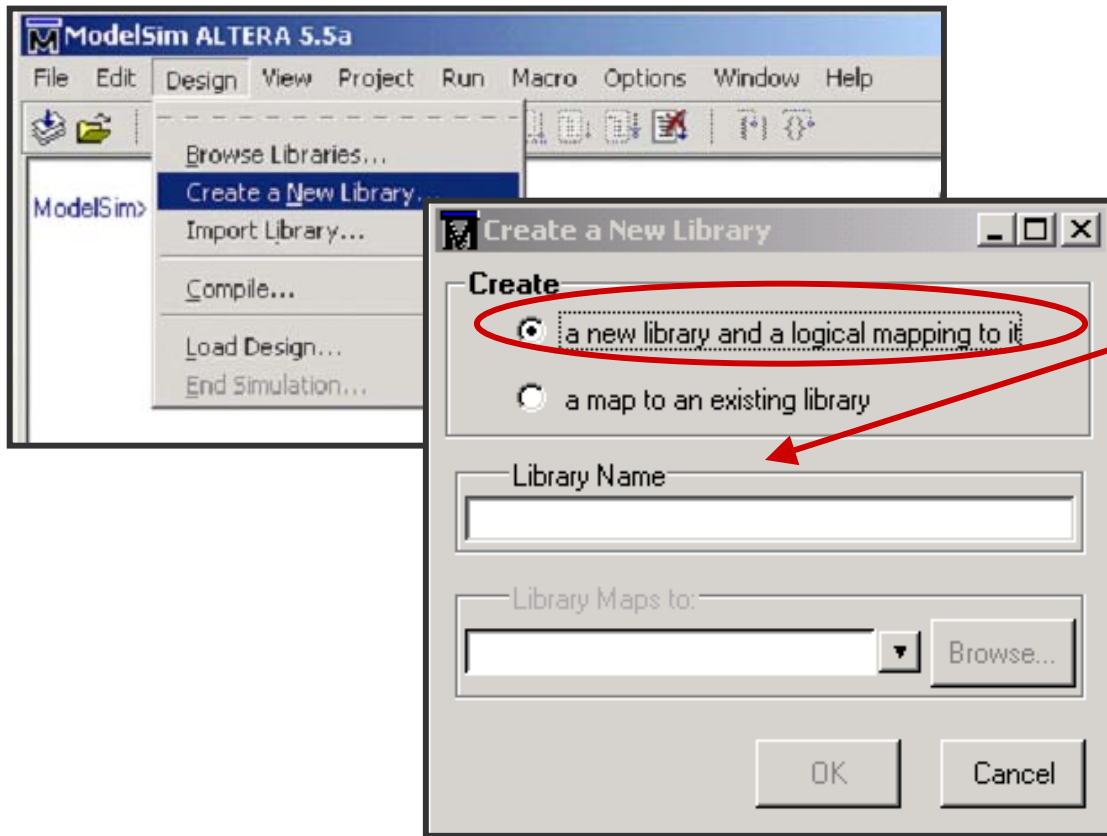 ModelSim ALTERA 5.5a
File Edit Design View Project Run Macro Options Window Help
Browse Libraries...
Create a New Library...
ModelSim>
Import Library...
Compile...
Load Design...
End Simulation...
Create a New Library
Create
a new library and a logical mapping to it
a map to an existing library
Library Name
Library Maps to:
Browse...
OK Cancel